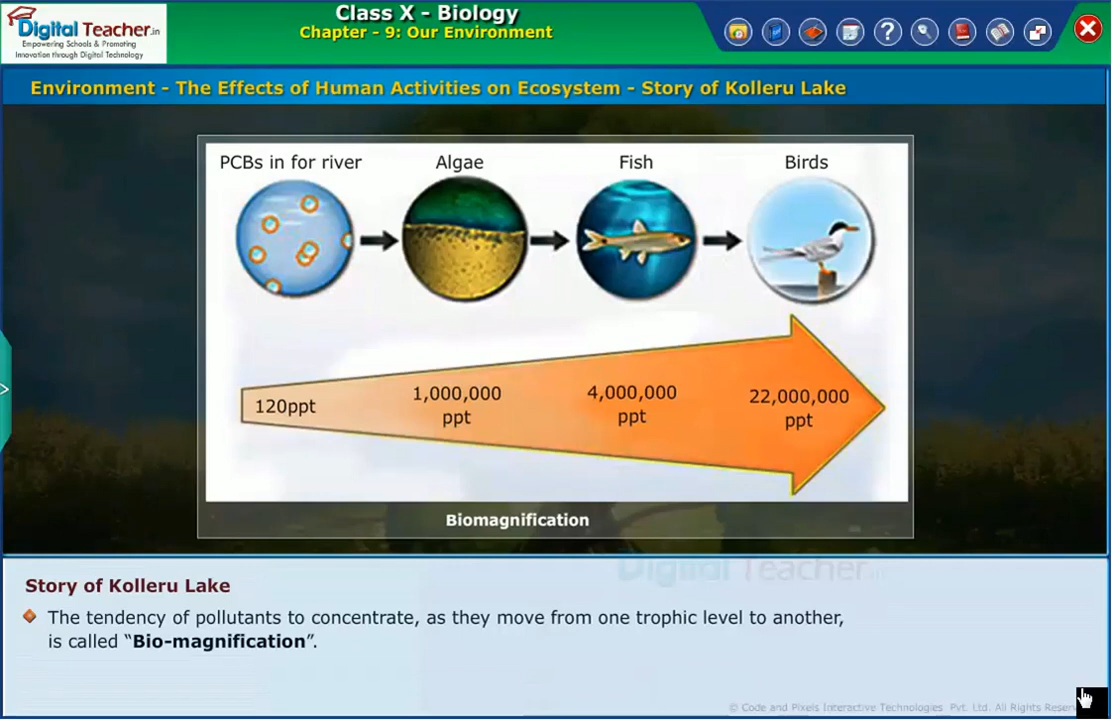 Digital Teacher.in
Empowering Schools & Promoting
Innovation through Digital Technology
Class X - Biology
Chapter - 9: Our Environment
?
Environment - The Effects of Human Activities on Ecosystem - Story of Kolleru Lake
PCBs in for river Algae Fish Birds
120ppt 1,000,000 ppt 4,000,000 ppt 22,000,000 ppt
Biomagnification
Digital Teacher.in
Story of Kolleru Lake
The tendency of pollutants to concentrate, as they move from one trophic level to another,
is called “Bio-magnification”.
© Code and Pixels Interactive Technologies Pvt. Ltd. All Rights